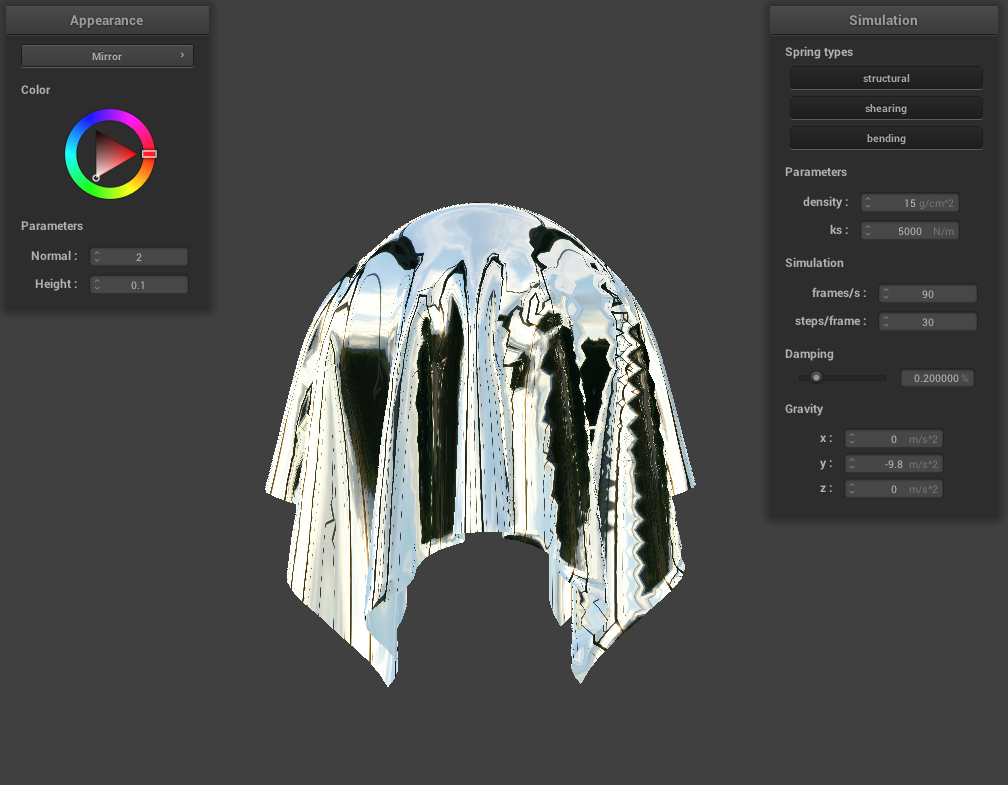 Appearance
Mirror
Color
Parameters
Normal : 2
Height : 0.1
Simulation
Spring types
structural
shearing
bending
Parameters
density : 15 g/cm^2
ks : 5000 N/m
Simulation
frames/s : 90
steps/frame : 30
Damping
0.200000 %
Gravity
x : 0 m/s^2
y : -9.8 m/s^2
z : 0 m/s^2